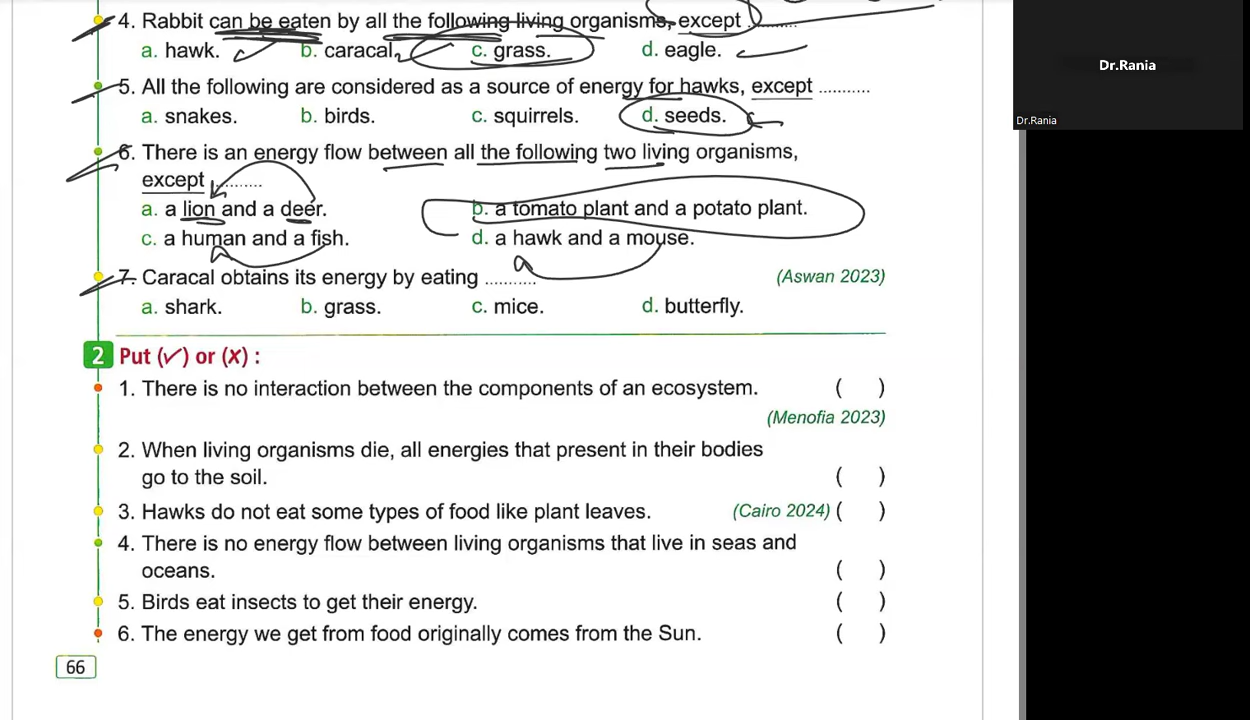 4. Rabbit can be eaten by all the following living organisms, except ..........
a. hawk. b. caracal. c. grass. d. eagle.
5. All the following are considered as a source of energy for hawks, except ..........
a. snakes. b. birds. c. squirrels. d. seeds.
6. There is an energy flow between all the following two living organisms,
except ..........
a. a lion and a deer. b. a tomato plant and a potato plant.
c. a human and a fish. d. a hawk and a mouse.
7. Caracal obtains its energy by eating .......... (Aswan 2023)
a. shark. b. grass. c. mice. d. butterfly.
2 Put (✓) or (X) :
1. There is no interaction between the components of an ecosystem. ( )
(Menofia 2023)
2. When living organisms die, all energies that present in their bodies
go to the soil. ( )
3. Hawks do not eat some types of food like plant leaves. (Cairo 2024) ( )
4. There is no energy flow between living organisms that live in seas and
oceans. ( )
5. Birds eat insects to get their energy. ( )
6. The energy we get from food originally comes from the Sun. ( )
66
Dr.Rania
Dr.Rania